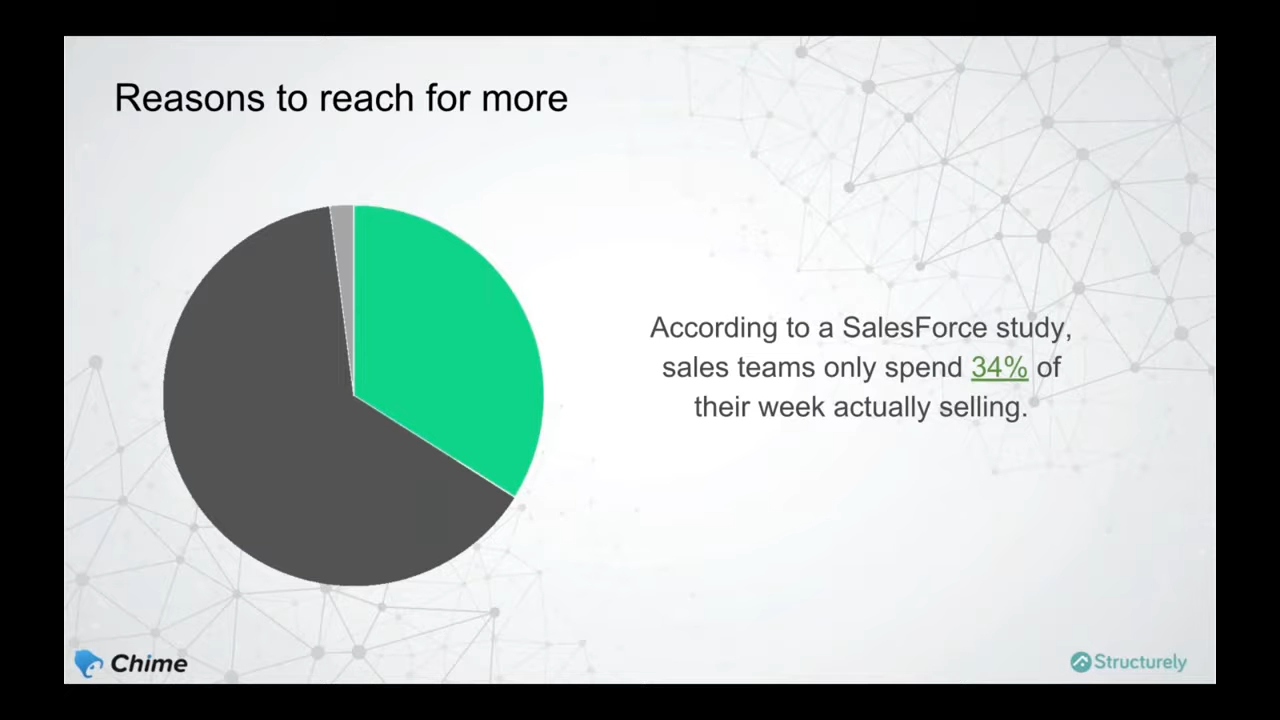 Reasons to reach for more
According to a SalesForce study,
sales teams only spend 34% of
their week actually selling.
Chime
Structurely